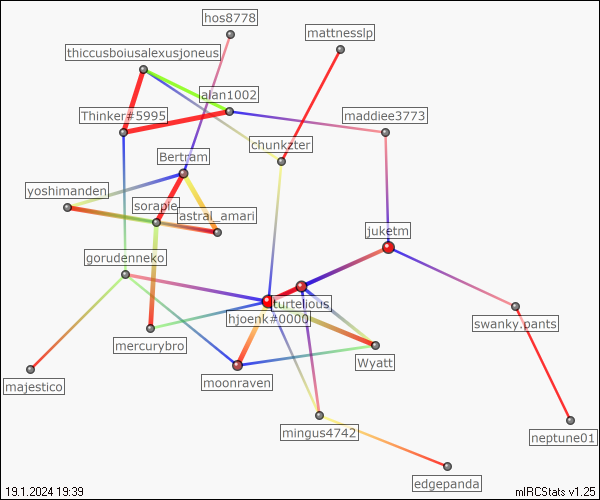 hos8778
mattnesslp
thiccusboiusalexusjoneus
alan1002
Thinker#5995
maddiee3773
chunkzter
Bertram
yoshimanden
sorapie
astral_amari
juketm
gorudenneko
turtelious
hjoenk#0000
swanky.pants
mercurybro
Wyatt
majestico
moonraven
mingus4742
neptune01
edgepanda
19.1.2024 19:39
mIRCStats v1.25